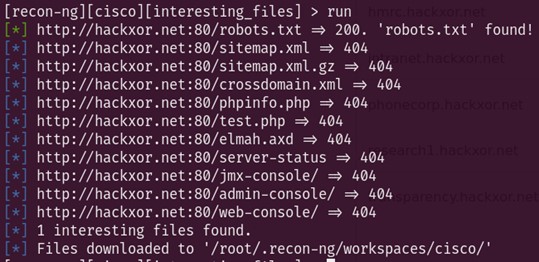 [recon-ng][cisco][interesting_files] > run
[*] http://hackxor.net:80/robots.txt => 200. 'robots.txt' found!
[*] http://hackxor.net:80/sitemap.xml => 404
[*] http://hackxor.net:80/sitemap.xml.gz => 404
[*] http://hackxor.net:80/crossdomain.xml => 404
[*] http://hackxor.net:80/phpinfo.php => 404
[*] http://hackxor.net:80/test.php => 404
[*] http://hackxor.net:80/elmah.axd => 404
[*] http://hackxor.net:80/server-status => 404
[*] http://hackxor.net:80/jmx-console/ => 404
[*] http://hackxor.net:80/admin-console/ => 404
[*] http://hackxor.net:80/web-console/ => 404
[*] 1 interesting files found.
[*] Files downloaded to '/root/.recon-ng/workspaces/cisco/'